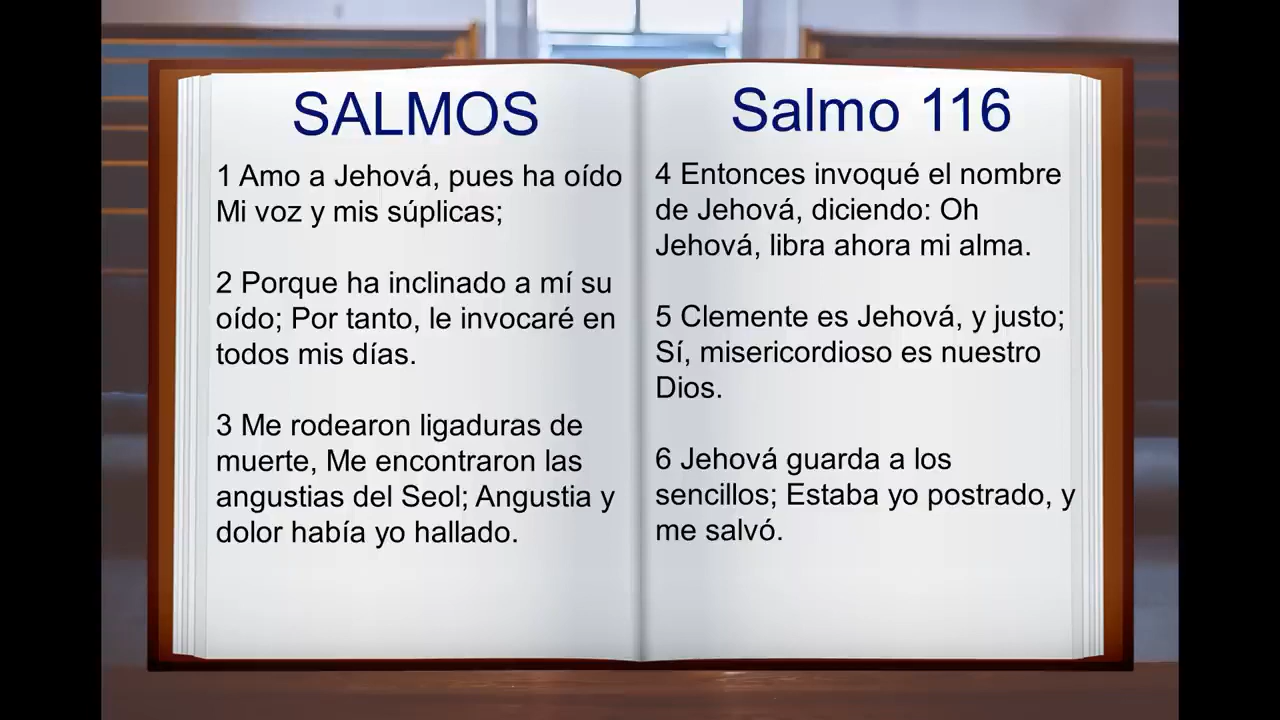 SALMOS
1 Amo a Jehová, pues ha oído
Mi voz y mis súplicas;
2 Porque ha inclinado a mí su
oído; Por tanto, le invocaré en
todos mis días.
3 Me rodearon ligaduras de
muerte, Me encontraron las
angustias del Seol; Angustia y
dolor había yo hallado.
Salmo 116
4 Entonces invoqué el nombre
de Jehová, diciendo: Oh
Jehová, libra ahora mi alma.
5 Clemente es Jehová, y justo;
Sí, misericordioso es nuestro
Dios.
6 Jehová guarda a los
sencillos; Estaba yo postrado, y
me salvó.